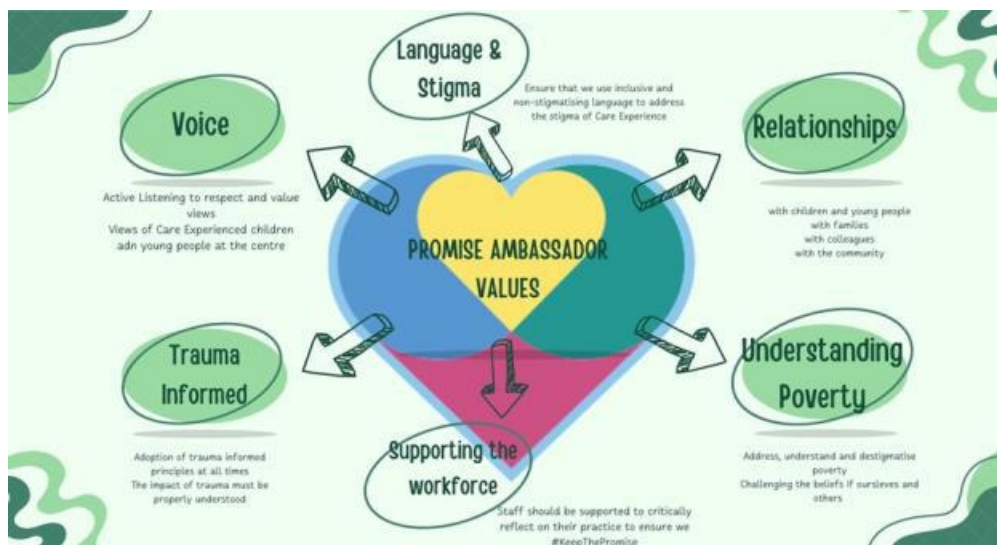 Language &
Stigma
Ensure that we use inclusive and
non-stigmatising language to address
the stigma of Care Experience
Voice
Active Listening to respect and value
views
Views of Care Experienced children
adn young people at the centre
Relationships
with children and young people
with families
with colleagues
with the community
PROMISE AMBASSADOR
VALUES
Trauma
Informed
Adoption of trauma informed
principles at all times
The impact of trauma must be
properly understood
Understanding
Poverty
Address, understand and destigmatise
poverty
Challenging the beliefs if oursleves and
others
Supporting the
workforce
Staff should be supported to critically
reflect on their practice to ensure we
#KeepThePromise